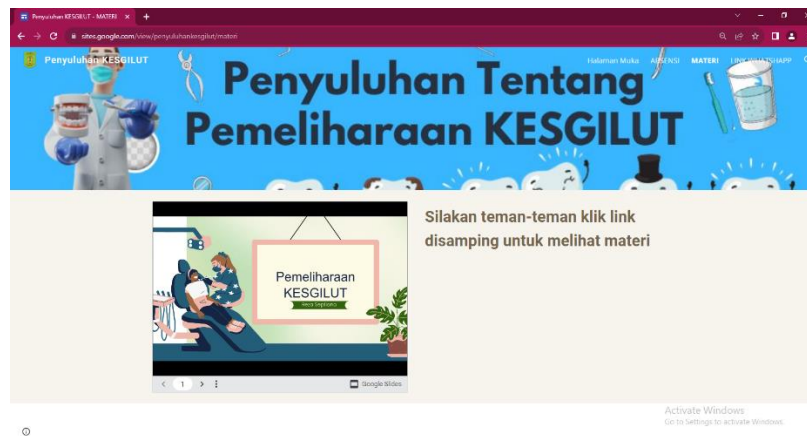 Penyuluhan KESGILUT - MATERI
sites.google.com/view/penyuluhankesgilut/materi
Penyuluhan KESGILUT
Halaman Muka ABSENSI MATERI LINK WHATSHAPP
Penyuluhan Tentang
Pemeliharaan KESGILUT
Silakan teman-teman klik link
disamping untuk melihat materi
Pemeliharaan
KESGILUT
1
Google Slides
Activate Windows
Go to Settings to activate Windows.